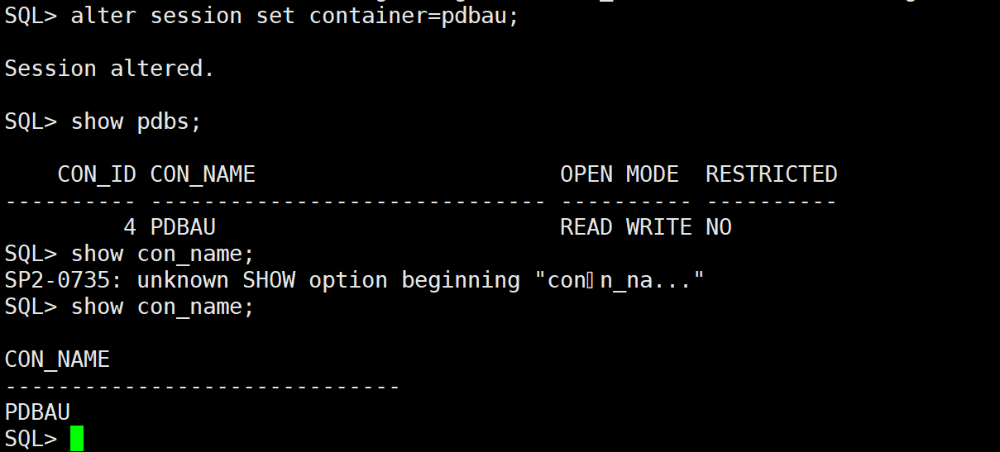 SQL> alter session set container=pdbau;
Session altered.
SQL> show pdbs;
    CON_ID CON_NAME                       OPEN MODE  RESTRICTED
---------- ------------------------------ ---------- ----------
         4 PDBAU                          READ WRITE NO
SQL> show con_name;
SP2-0735: unknown SHOW option beginning "con▯n_na..."
SQL> show con_name;
CON_NAME
------------------------------
PDBAU
SQL>